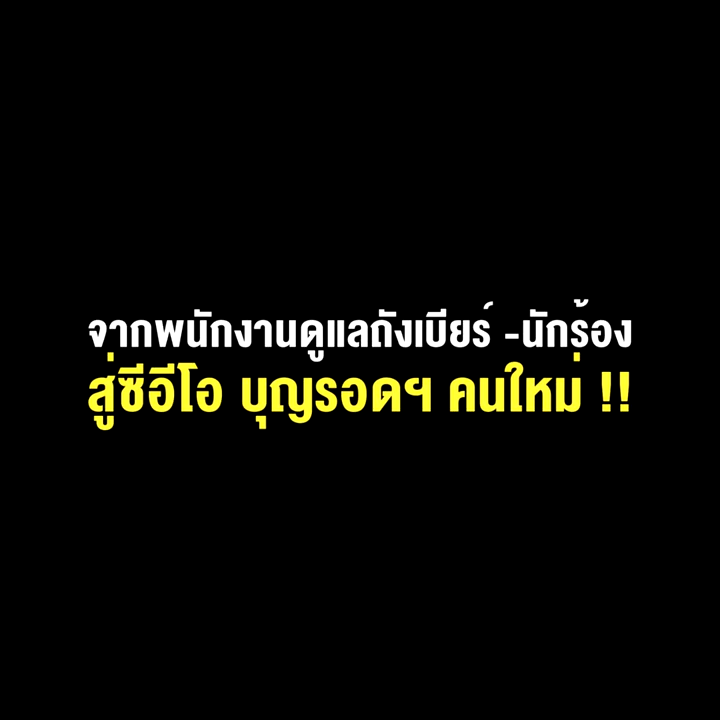 จากพนักงานดูแลถังเบียร์ -นักร้อง
สู่ซีอีโอ บุญรอดฯ คนใหม่ !!